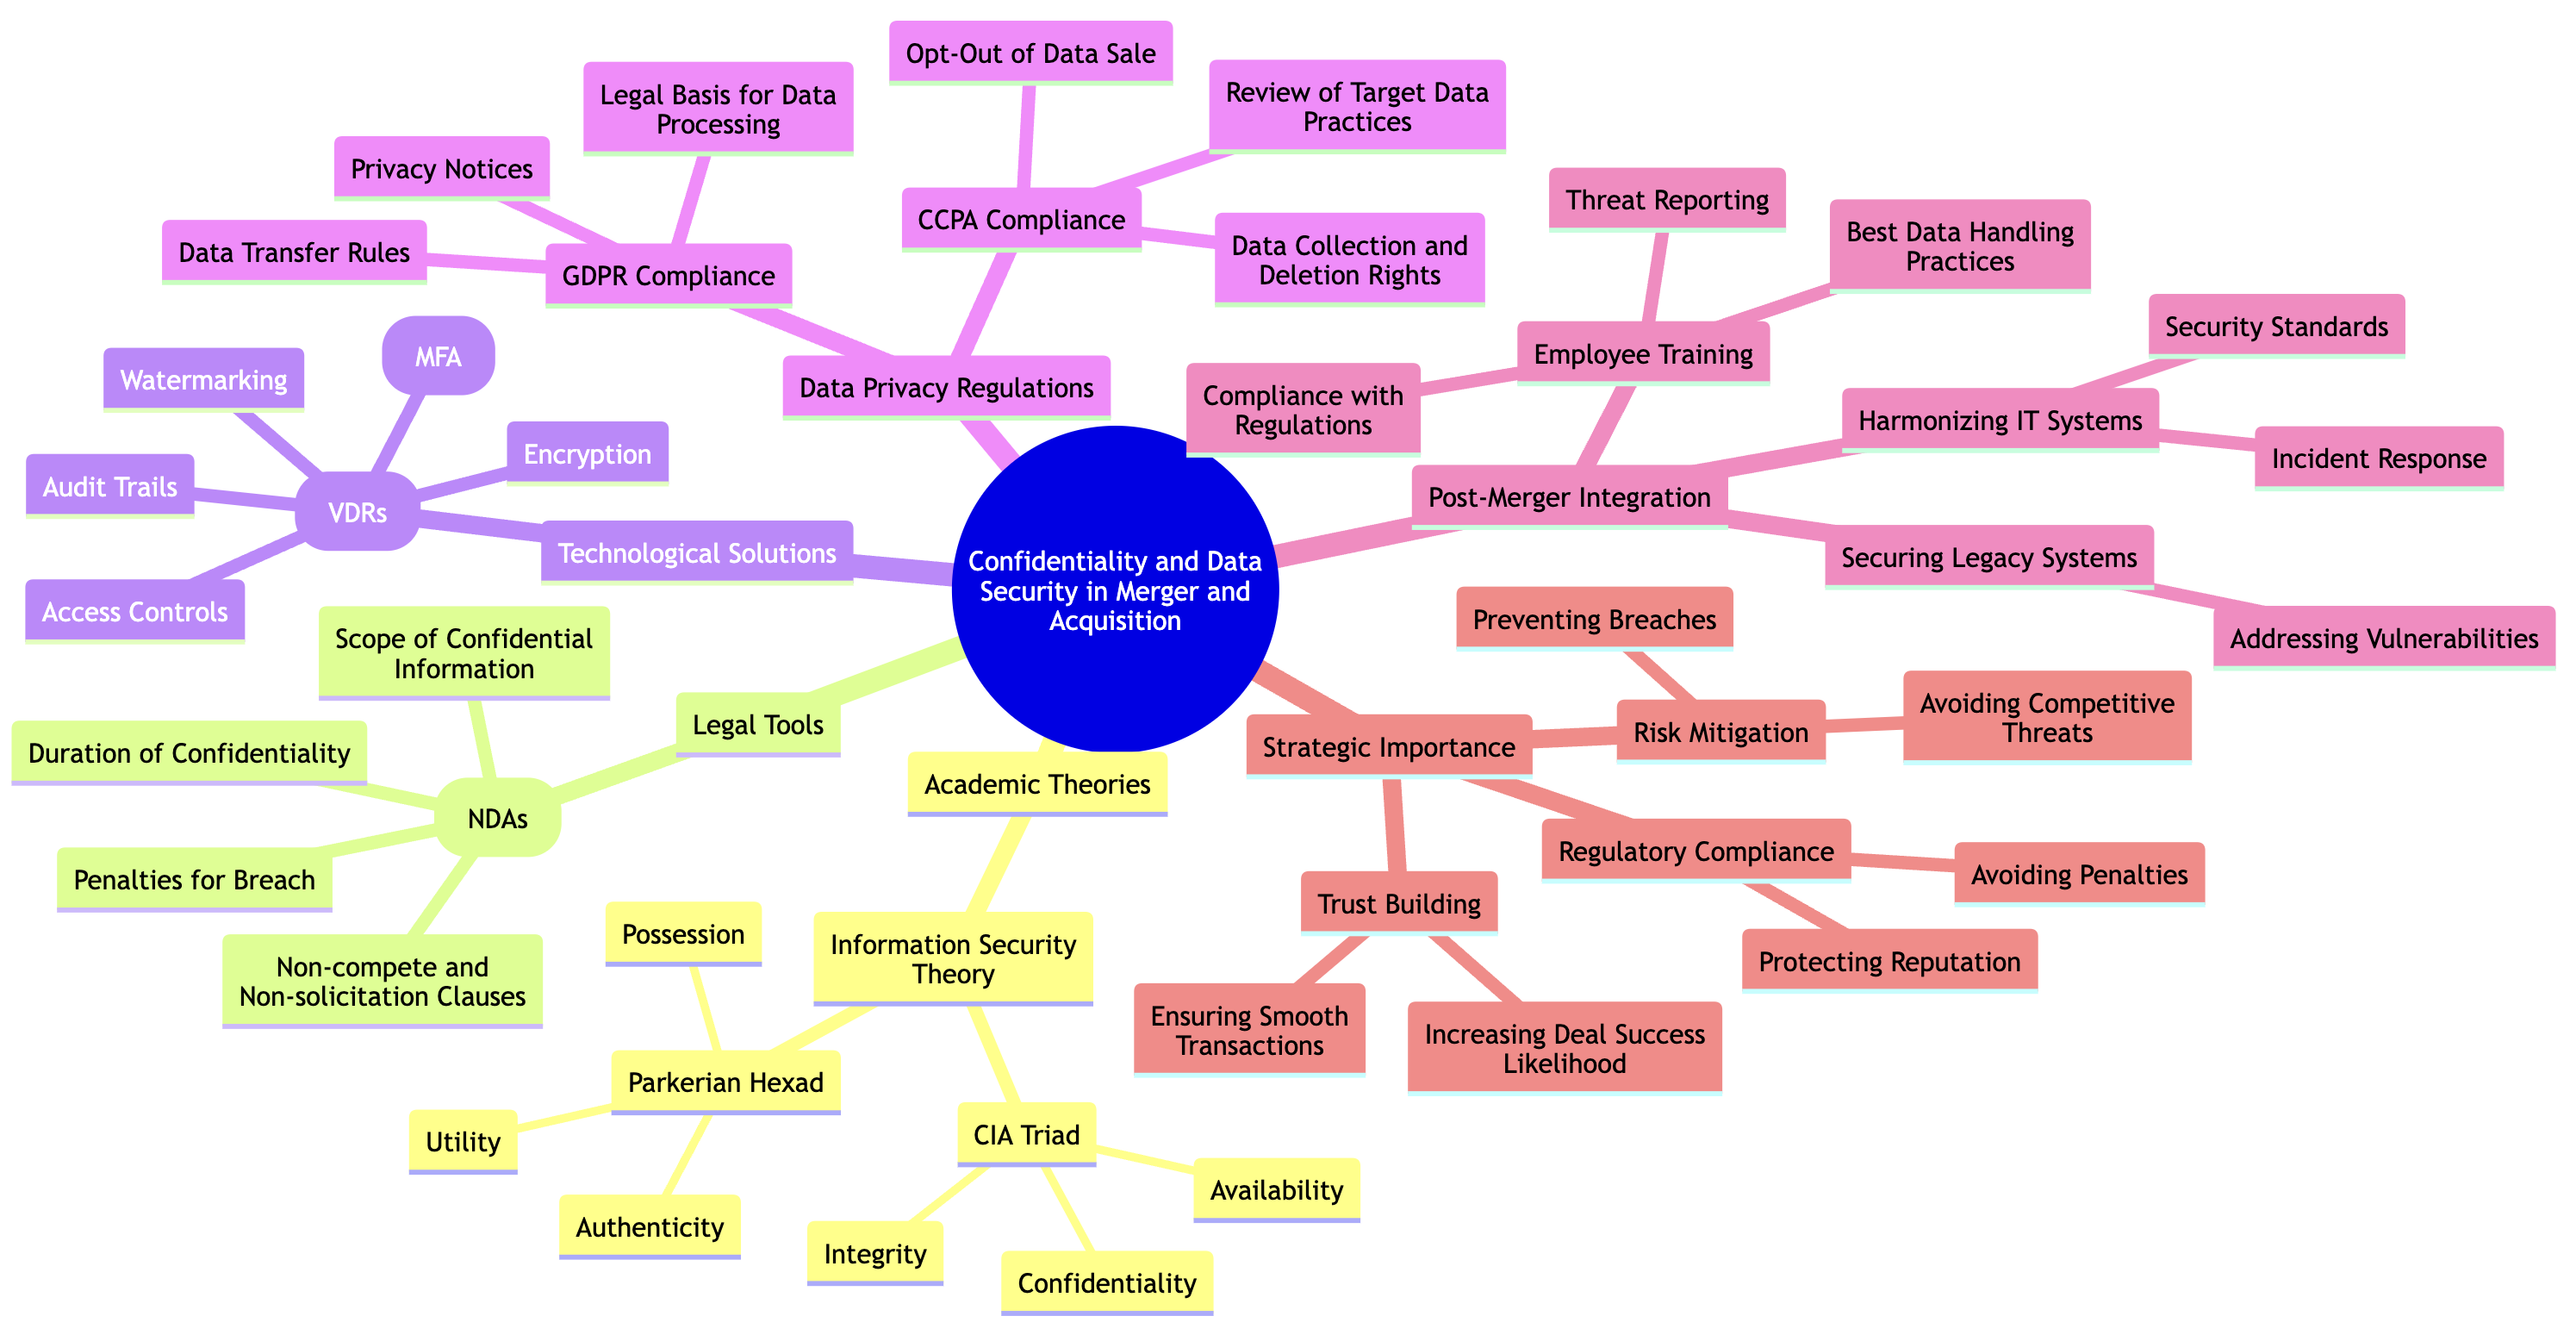 Opt-Out of Data Sale
Legal Basis for Data
Processing
Review of Target Data
Practices
Privacy Notices
CCPA Compliance
Data Transfer Rules
GDPR Compliance
Data Collection and
Deletion Rights
Data Privacy Regulations
Threat Reporting
Best Data Handling
Practices
Employee Training
Compliance with
Regulations
Security Standards
Harmonizing IT Systems
Incident Response
Post-Merger Integration
Securing Legacy Systems
Addressing Vulnerabilities
MFA
Watermarking
Encryption
Audit Trails
VDRs
Technological Solutions
Access Controls
Confidentiality and Data
Security in Merger and
Acquisition
Scope of Confidential
Information
Legal Tools
Duration of Confidentiality
NDAs
Penalties for Breach
Non-compete and
Non-solicitation Clauses
Academic Theories
Information Security
Theory
Possession
Parkerian Hexad
Utility
Authenticity
CIA Triad
Availability
Integrity
Confidentiality
Preventing Breaches
Avoiding Competitive
Threats
Risk Mitigation
Strategic Importance
Regulatory Compliance
Avoiding Penalties
Protecting Reputation
Trust Building
Ensuring Smooth
Transactions
Increasing Deal Success
Likelihood